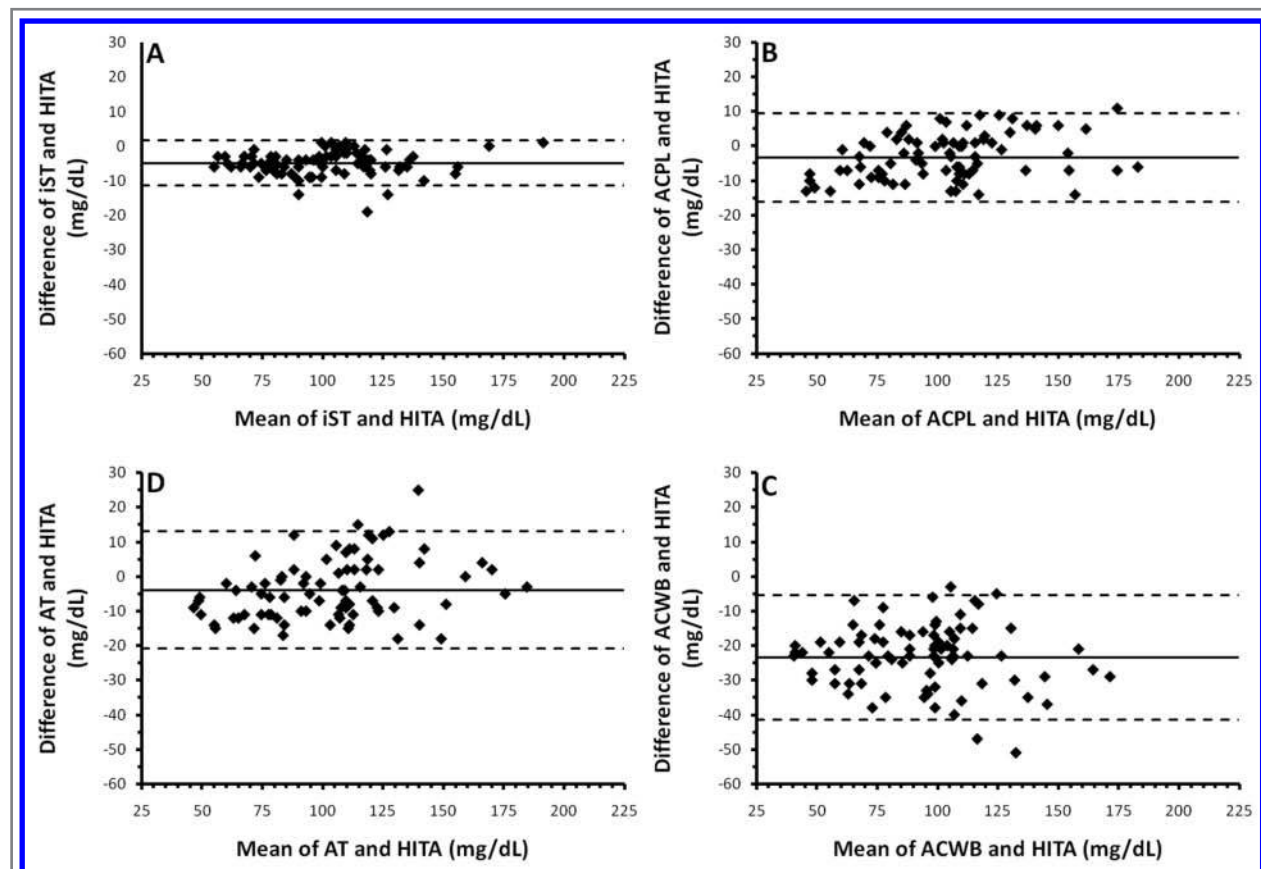 A
30
20
10
0
-10
-20
-30
-40
-50
-60
25 50 75 100 125 150 175 200 225
Difference of iST and HITA
(mg/dL)
Mean of iST and HITA (mg/dL)
B
30
20
10
0
-10
-20
-30
-40
-50
-60
25 50 75 100 125 150 175 200 225
Difference of ACPL and HITA
(mg/dL)
Mean of ACPL and HITA (mg/dL)
D
30
20
10
0
-10
-20
-30
-40
-50
-60
25 50 75 100 125 150 175 200 225
Difference of AT and HITA
(mg/dL)
Mean of AT and HITA (mg/dL)
C
30
20
10
0
-10
-20
-30
-40
-50
-60
25 50 75 100 125 150 175 200 225
Difference of ACWB and HITA
(mg/dL)
Mean of ACWB and HITA (mg/dL)